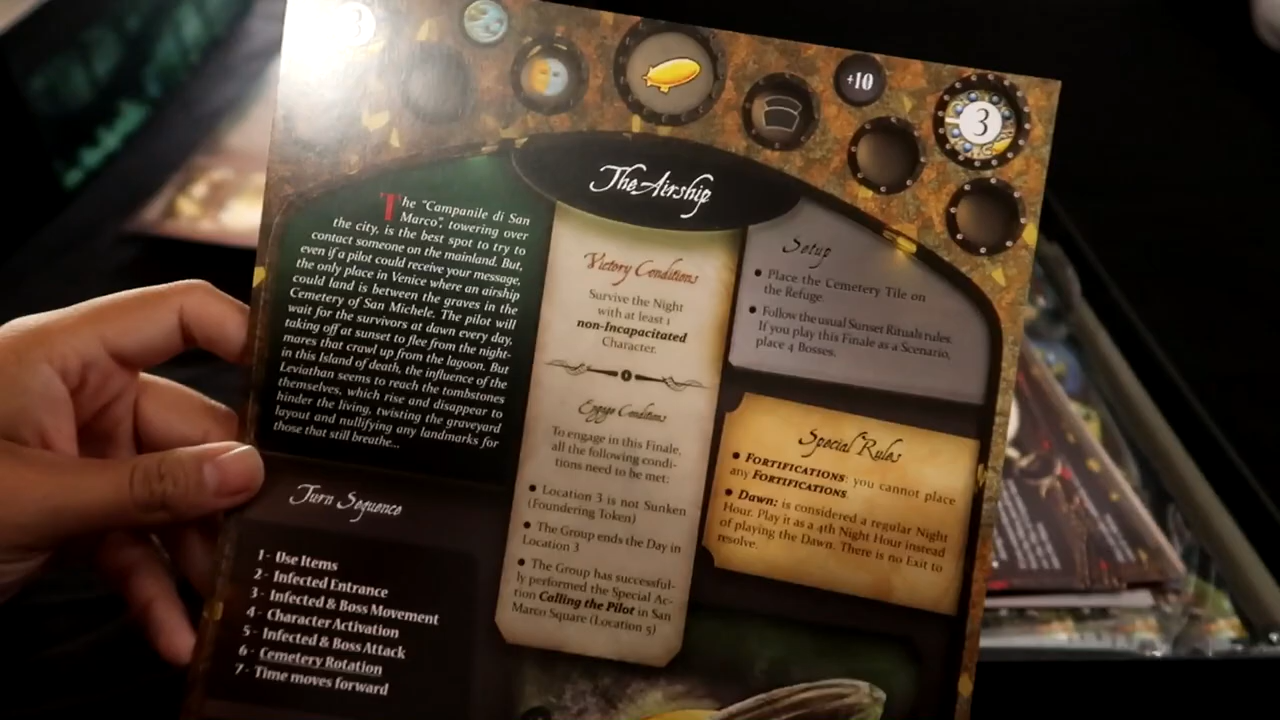 3
+10
3
The Airship
The "Campanile di San
Marco", towering over
the city, is the best spot to try to
contact someone on the mainland. But,
even if a pilot could receive your message,
the only place in Venice where an airship
could land is between the graves in the
Cemetery of San Michele. The pilot will
wait for the survivors at dawn every day,
taking off at sunset to flee from the night-
mares that crawl up from the lagoon. But
in this Island of death, the influence of the
Leviathan seems to reach the tombstones
themselves, which rise and disappear to
hinder the living, twisting the graveyard
layout and nullifying any landmarks for
those that still breathe...
Turn Sequence
1 - Use Items
2 - Infected Entrance
3 - Infected & Boss Movement
4 - Character Activation
5 - Infected & Boss Attack
6 - Cemetery Rotation
7 - Time moves forward
Victory Conditions
Survive the Night
with at least 1
non-Incapacitated
Character.
Engage Conditions
To engage in this Finale,
all the following condi-
tions need to be met:
• Location 3 is not Sunken
(Foundering Token)
• The Group ends the Day in
Location 3
• The Group has successful-
ly performed the Special Ac-
tion Calling the Pilot in San
Marco Square (Location 5)
Setup
• Place the Cemetery Tile on
the Refuge.
• Follow the usual Sunset Rituals rules.
If you play this Finale as a Scenario,
place 4 Bosses.
Special Rules
• FORTIFICATIONS: you cannot place
any FORTIFICATIONS.
• Dawn: is considered a regular Night
Hour. Play it as a 4th Night Hour instead
of playing the Dawn. There is no Exit to
resolve.